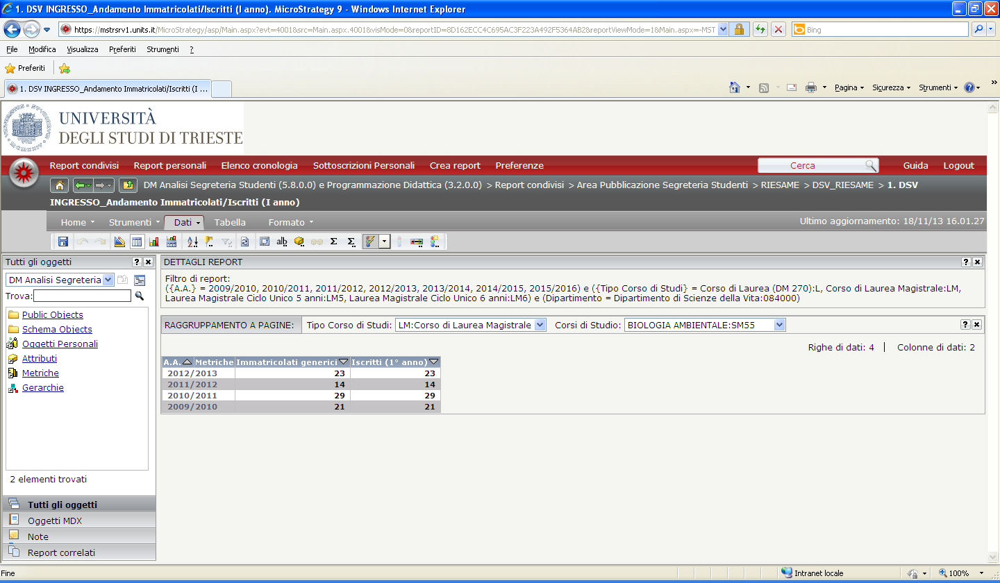 1. DSV INGRESSO_Andamento Immatricolati/Iscritti (I anno). MicroStrategy 9 - Windows Internet Explorer
https://mstrsrv1.units.it/MicroStrategy/asp/Main.aspx?evt=4001&src=Main.aspx.4001&visMode=0&reportID=8D162ECC4C695AC3F223A492F5364AB2&reportViewMode=1&Main.aspx=-MST
Bing
File Modifica Visualizza Preferiti Strumenti ?
Preferiti
1. DSV INGRESSO_Andamento Immatricolati/Iscritti (I ...
Pagina Sicurezza Strumenti »
UNIVERSITÀ
DEGLI STUDI DI TRIESTE
Report condivisi Report personali Elenco cronologia Sottoscrizioni Personali Crea report Preferenze Cerca Guida Logout
DM Analisi Segreteria Studenti (5.8.0.0) e Programmazione Didattica (3.2.0.0) > Report condivisi > Area Pubblicazione Segreteria Studenti > RIESAME > DSV_RIESAME > 1. DSV
INGRESSO_Andamento Immatricolati/Iscritti (I anno)
Home Strumenti Dati Tabella Formato Ultimo aggiornamento: 18/11/13 16.01.27
Tutti gli oggetti
DM Analisi Segreteria
Trova:
Public Objects
Schema Objects
Oggetti Personali
Attributi
Metriche
Gerarchie
2 elementi trovati
Tutti gli oggetti
Oggetti MDX
Note
Report correlati
DETTAGLI REPORT
Filtro di report:
({A.A.} = 2009/2010, 2010/2011, 2011/2012, 2012/2013, 2013/2014, 2014/2015, 2015/2016) e ({Tipo Corso di Studi} = Corso di Laurea (DM 270):L, Corso di Laurea Magistrale:LM,
Laurea Magistrale Ciclo Unico 5 anni:LM5, Laurea Magistrale Ciclo Unico 6 anni:LM6) e (Dipartimento = Dipartimento di Scienze della Vita:084000)
RAGGRUPPAMENTO A PAGINE: Tipo Corso di Studi: LM:Corso di Laurea Magistrale Corsi di Studio: BIOLOGIA AMBIENTALE:SM55
Righe di dati: 4 | Colonne di dati: 2
A.A. Metriche Immatricolati generici Iscritti (1° anno)
2012/2013 23 23
2011/2012 14 14
2010/2011 29 29
2009/2010 21 21
Fine Intranet locale 100%